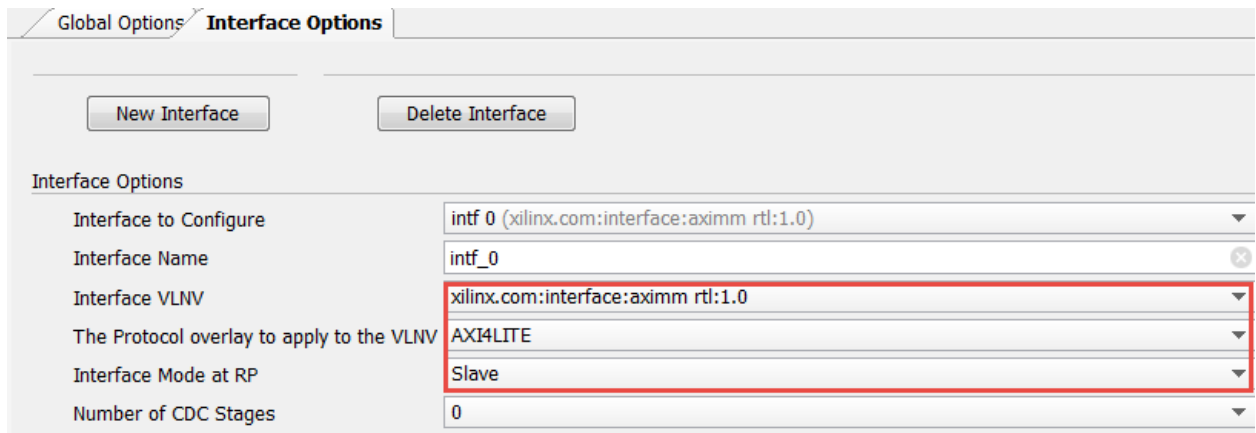 Global Options Interface Options
New Interface Delete Interface
Interface Options
Interface to Configure intf 0 (xilinx.com:interface:aximm rtl:1.0)
Interface Name intf_0
Interface VLNV xilinx.com:interface:aximm rtl:1.0
The Protocol overlay to apply to the VLNV AXI4LITE
Interface Mode at RP Slave
Number of CDC Stages 0